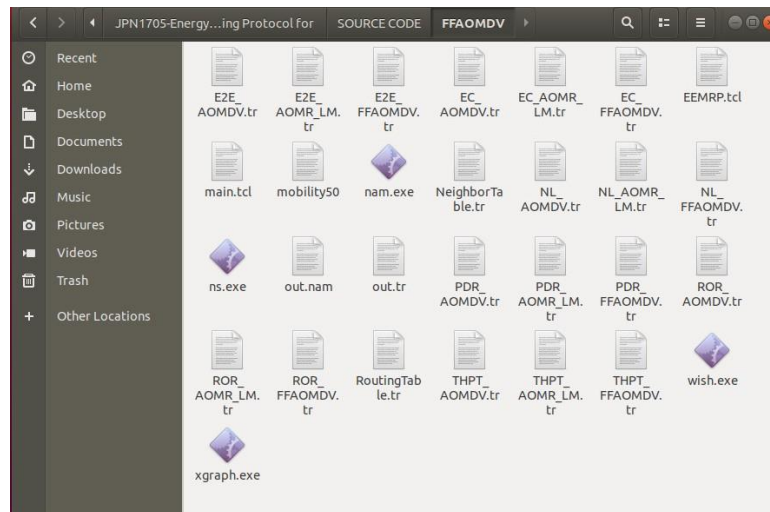 JPN1705-Energy…ing Protocol for SOURCE CODE FFAOMDV
Recent
Home
Desktop
Documents
Downloads
Music
Pictures
Videos
Trash
+ Other Locations
E2E_
AOMDV.tr
E2E_
AOMR_LM.
tr
E2E_
FFAOMDV.
tr
EC_
AOMDV.tr
EC_AOMR_
LM.tr
EC_
FFAOMDV.
tr
EEMRP.tcl
main.tcl
mobility50
nam.exe
NeighborTa
ble.tr
NL_
AOMDV.tr
NL_AOMR_
LM.tr
NL_
FFAOMDV.
tr
ns.exe
out.nam
out.tr
PDR_
AOMDV.tr
PDR_
AOMR_LM.
tr
PDR_
FFAOMDV.
tr
ROR_
AOMDV.tr
ROR_
AOMR_LM.
tr
ROR_
FFAOMDV.
tr
RoutingTab
le.tr
THPT_
AOMDV.tr
THPT_
AOMR_LM.
tr
THPT_
FFAOMDV.
tr
wish.exe
xgraph.exe